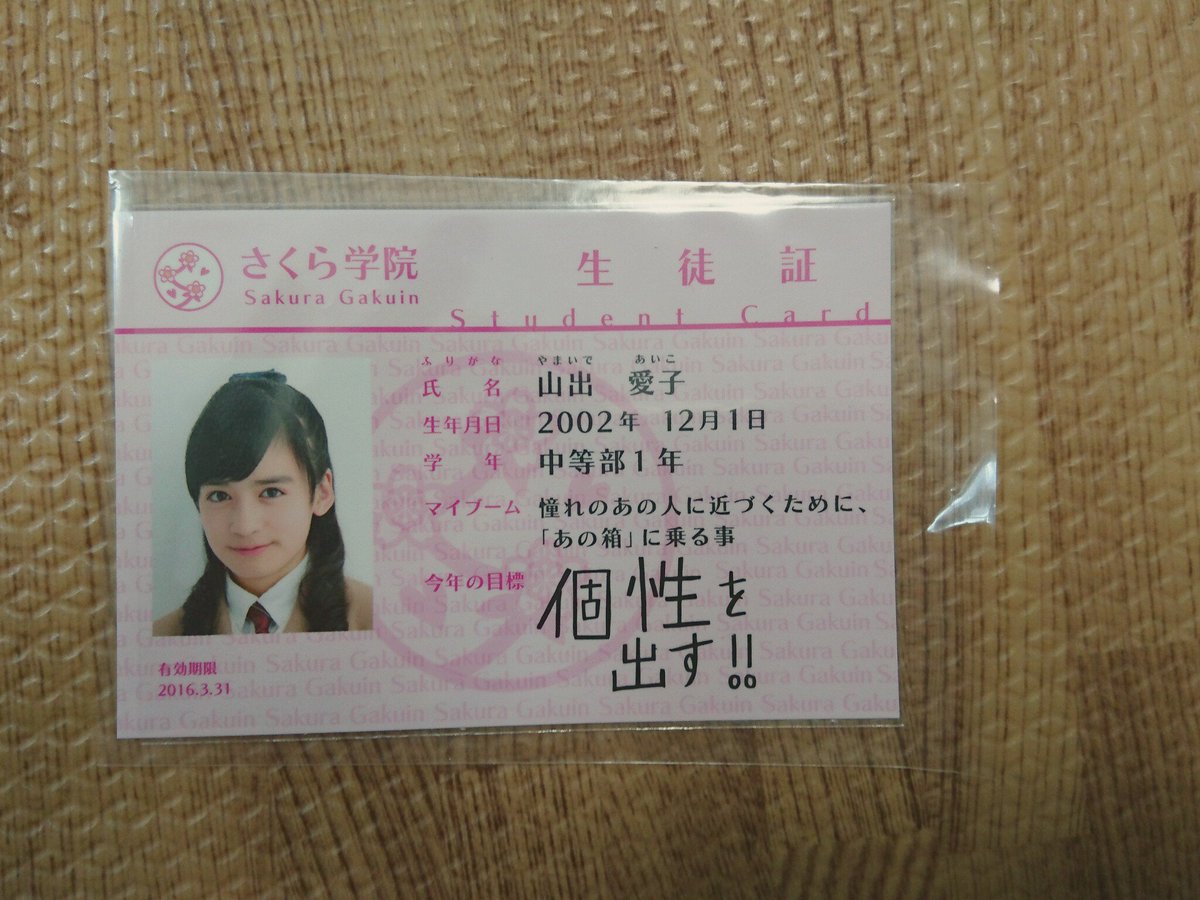 さくら学院
Sakura Gakuin
生徒証
Student Card
ふりがな やまいで あいこ
氏名 山出 愛子
生年月日 2002年 12月1日
学年 中等部1年
マイブーム 憧れのあの人に近づくために、
「あの箱」に乗る事
今年の目標 個性を
出す!!
有効期限
2016.3.31